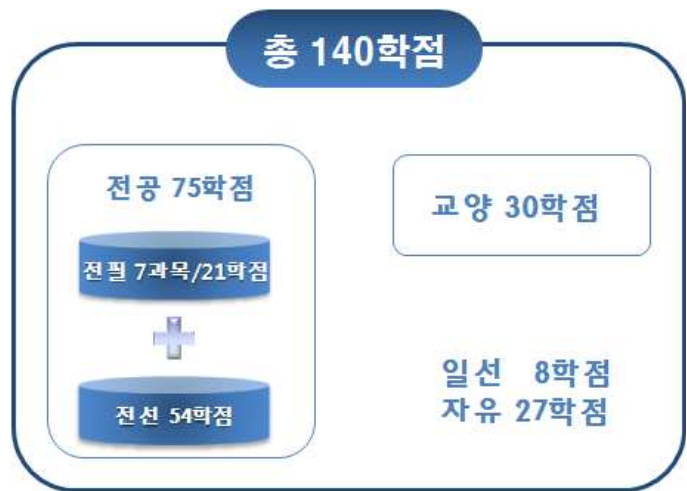 총 140학점
전공 75학점
전필 7과목/21학점
전선 54학점
교양 30학점
일선 8학점
자유 27학점